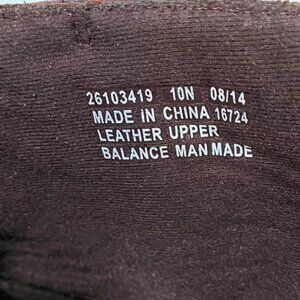 26103419 10N 08/14
MADE IN CHINA 16724
LEATHER UPPER
BALANCE MAN MADE